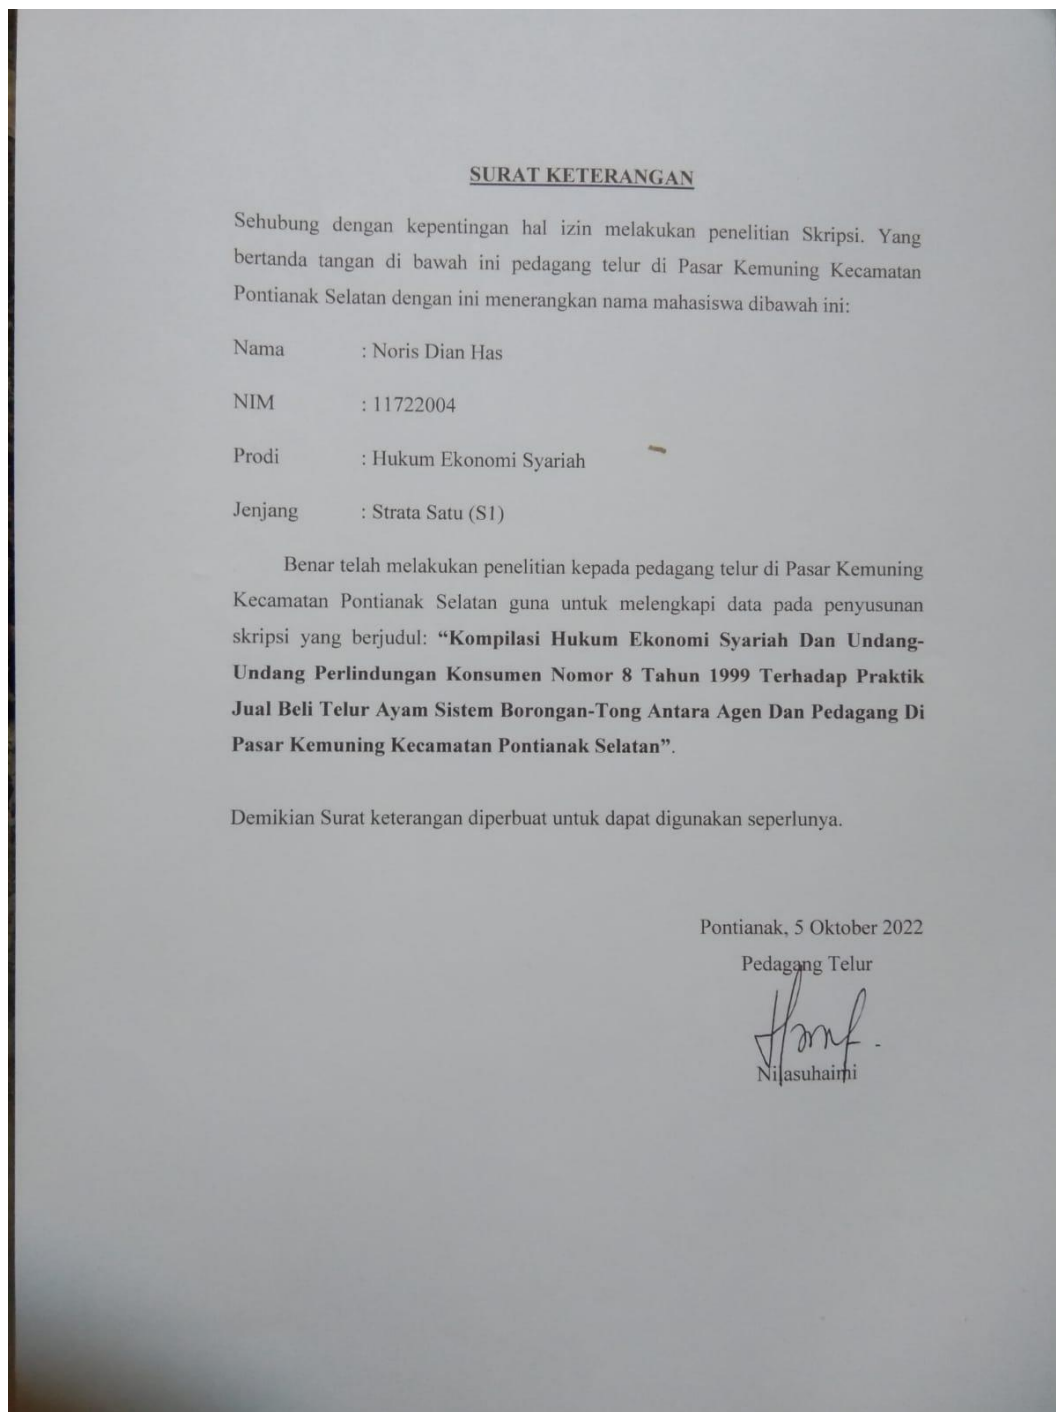 SURAT KETERANGAN
Sehubung dengan kepentingan hal izin melakukan penelitian Skripsi. Yang
bertanda tangan di bawah ini pedagang telur di Pasar Kemuning Kecamatan
Pontianak Selatan dengan ini menerangkan nama mahasiswa dibawah ini:
Nama : Noris Dian Has
NIM : 11722004
Prodi : Hukum Ekonomi Syariah
Jenjang : Strata Satu (S1)
Benar telah melakukan penelitian kepada pedagang telur di Pasar Kemuning
Kecamatan Pontianak Selatan guna untuk melengkapi data pada penyusunan
skripsi yang berjudul: “Kompilasi Hukum Ekonomi Syariah Dan Undang-
Undang Perlindungan Konsumen Nomor 8 Tahun 1999 Terhadap Praktik
Jual Beli Telur Ayam Sistem Borongan-Tong Antara Agen Dan Pedagang Di
Pasar Kemuning Kecamatan Pontianak Selatan”.
Demikian Surat keterangan diperbuat untuk dapat digunakan seperlunya.
Pontianak, 5 Oktober 2022
Pedagang Telur
Nilasuhaimi